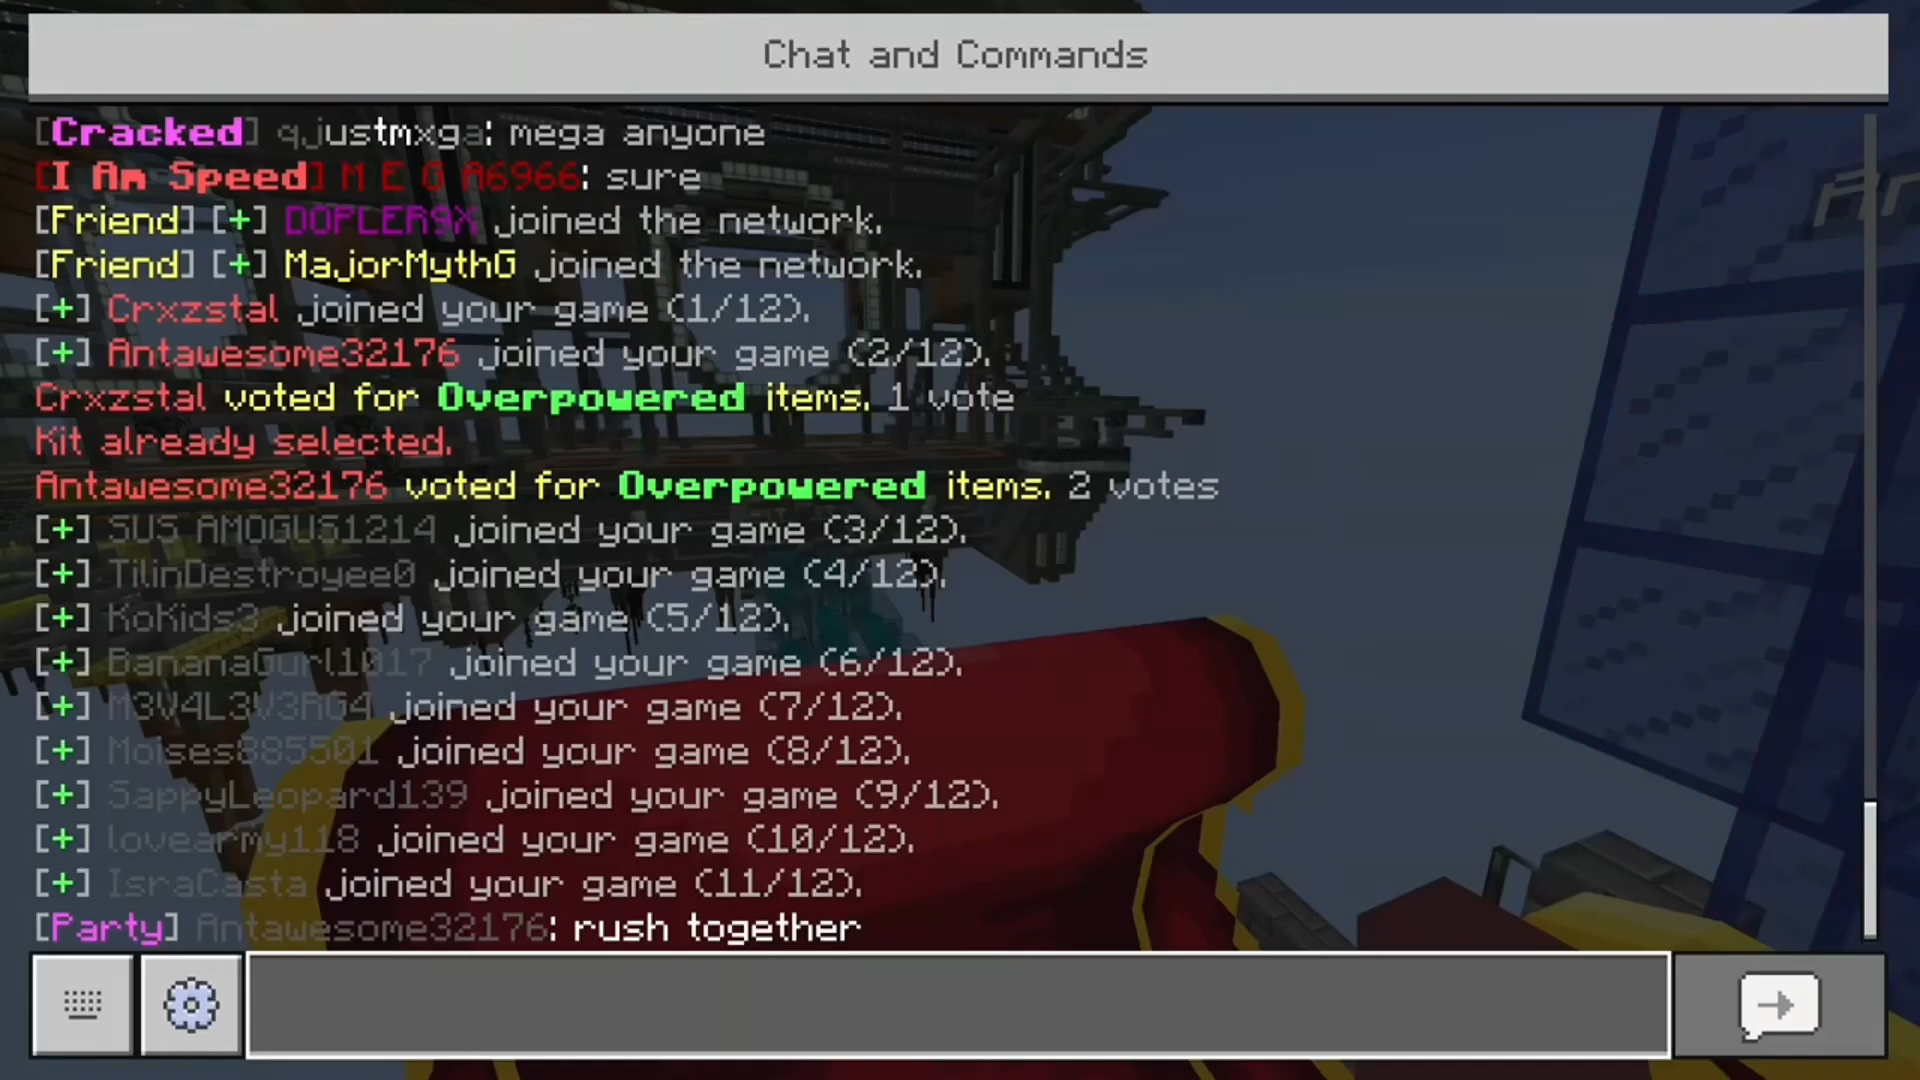 Chat and Commands
[Cracked] qjustmxga: mega anyone
[I Am Speed] M E G A6966: sure
[Friend] [+] DOPLER9X joined the network.
[Friend] [+] MajorMythG joined the network.
[+] Crxzstal joined your game (1/12).
[+] Antawesome32176 joined your game (2/12).
Crxzstal voted for Overpowered items. 1 vote
Kit already selected.
Antawesome32176 voted for Overpowered items. 2 votes
[+] SUS AMOGUS1214 joined your game (3/12).
[+] TilinDestroyee0 joined your game (4/12).
[+] KoKids3 joined your game (5/12).
[+] BananaGurl1017 joined your game (6/12).
[+] M3V4L3V3RG4 joined your game (7/12).
[+] Moises885501 joined your game (8/12).
[+] SappyLeopard139 joined your game (9/12).
[+] lovearmy118 joined your game (10/12).
[+] IsraCasta joined your game (11/12).
[Party] Antawesome32176: rush together